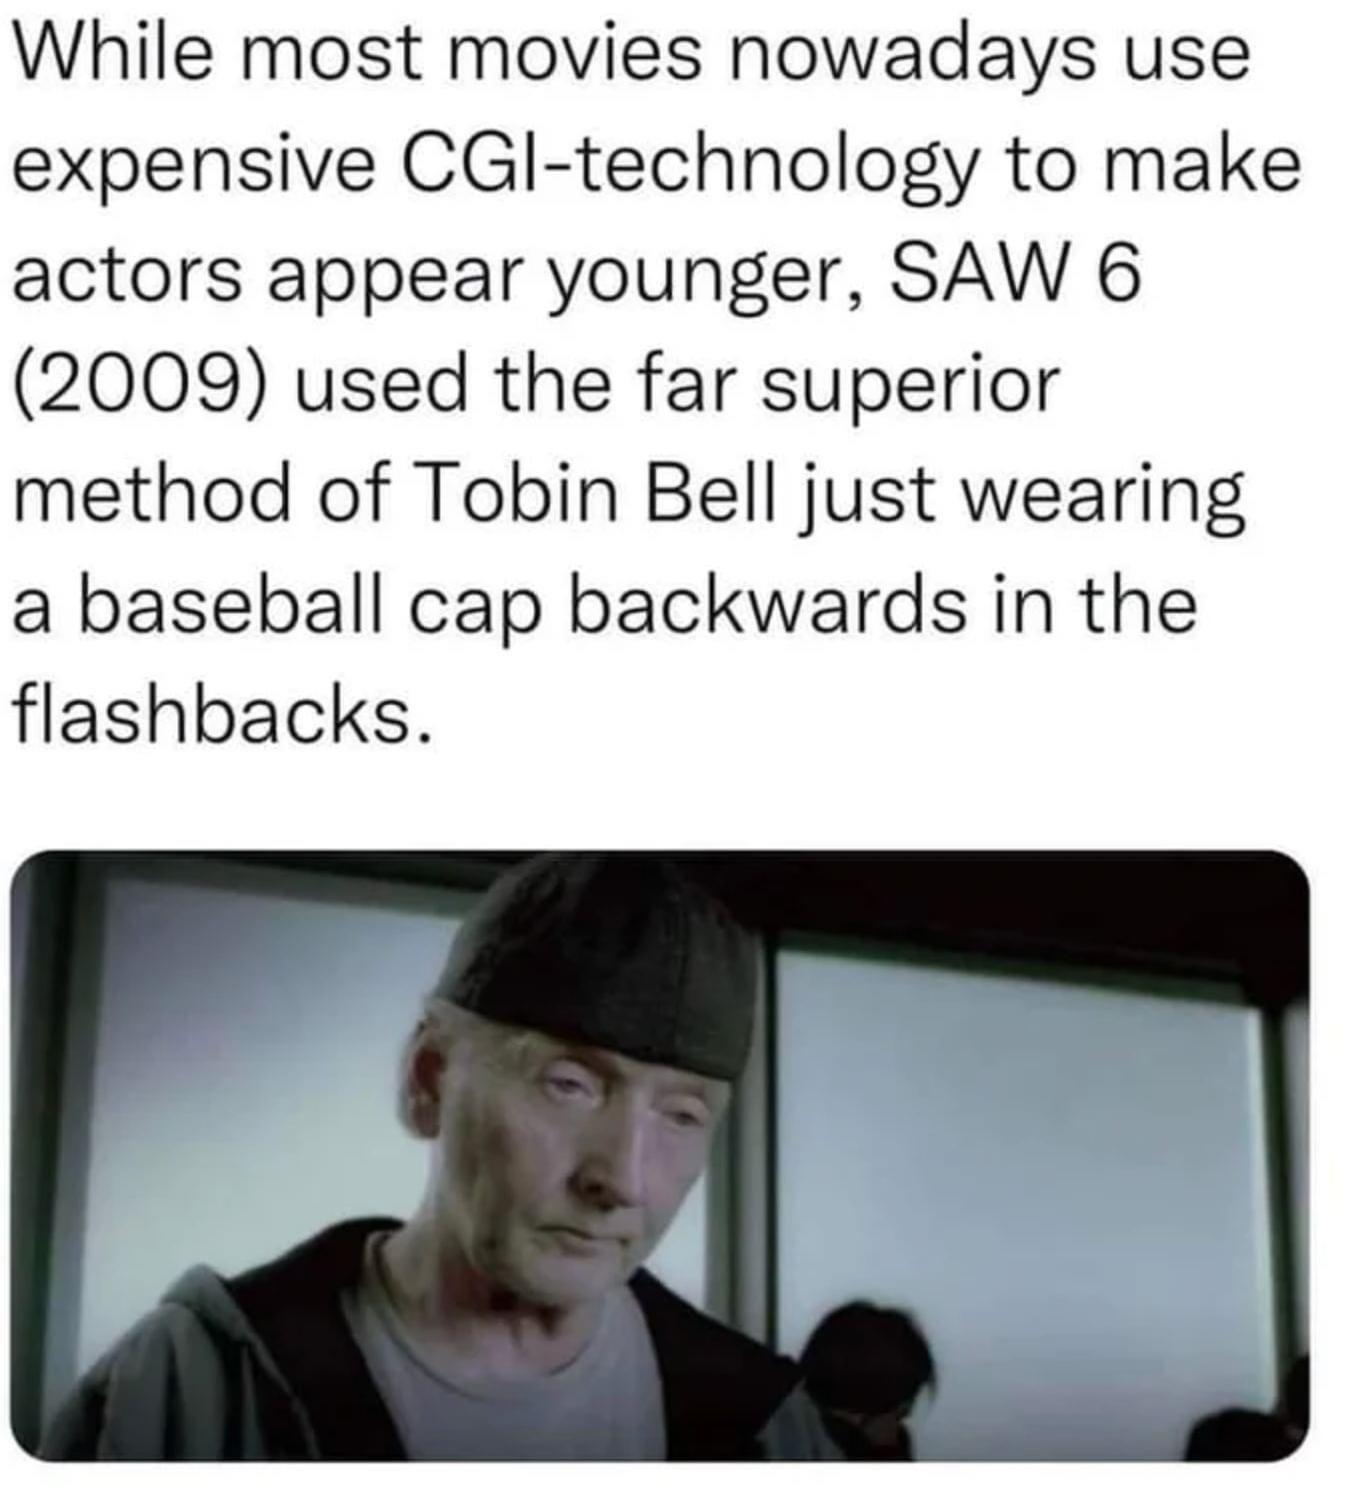 While most movies nowadays use
expensive CGI-technology to make
actors appear younger, SAW 6
(2009) used the far superior
method of Tobin Bell just wearing
a baseball cap backwards in the
flashbacks.